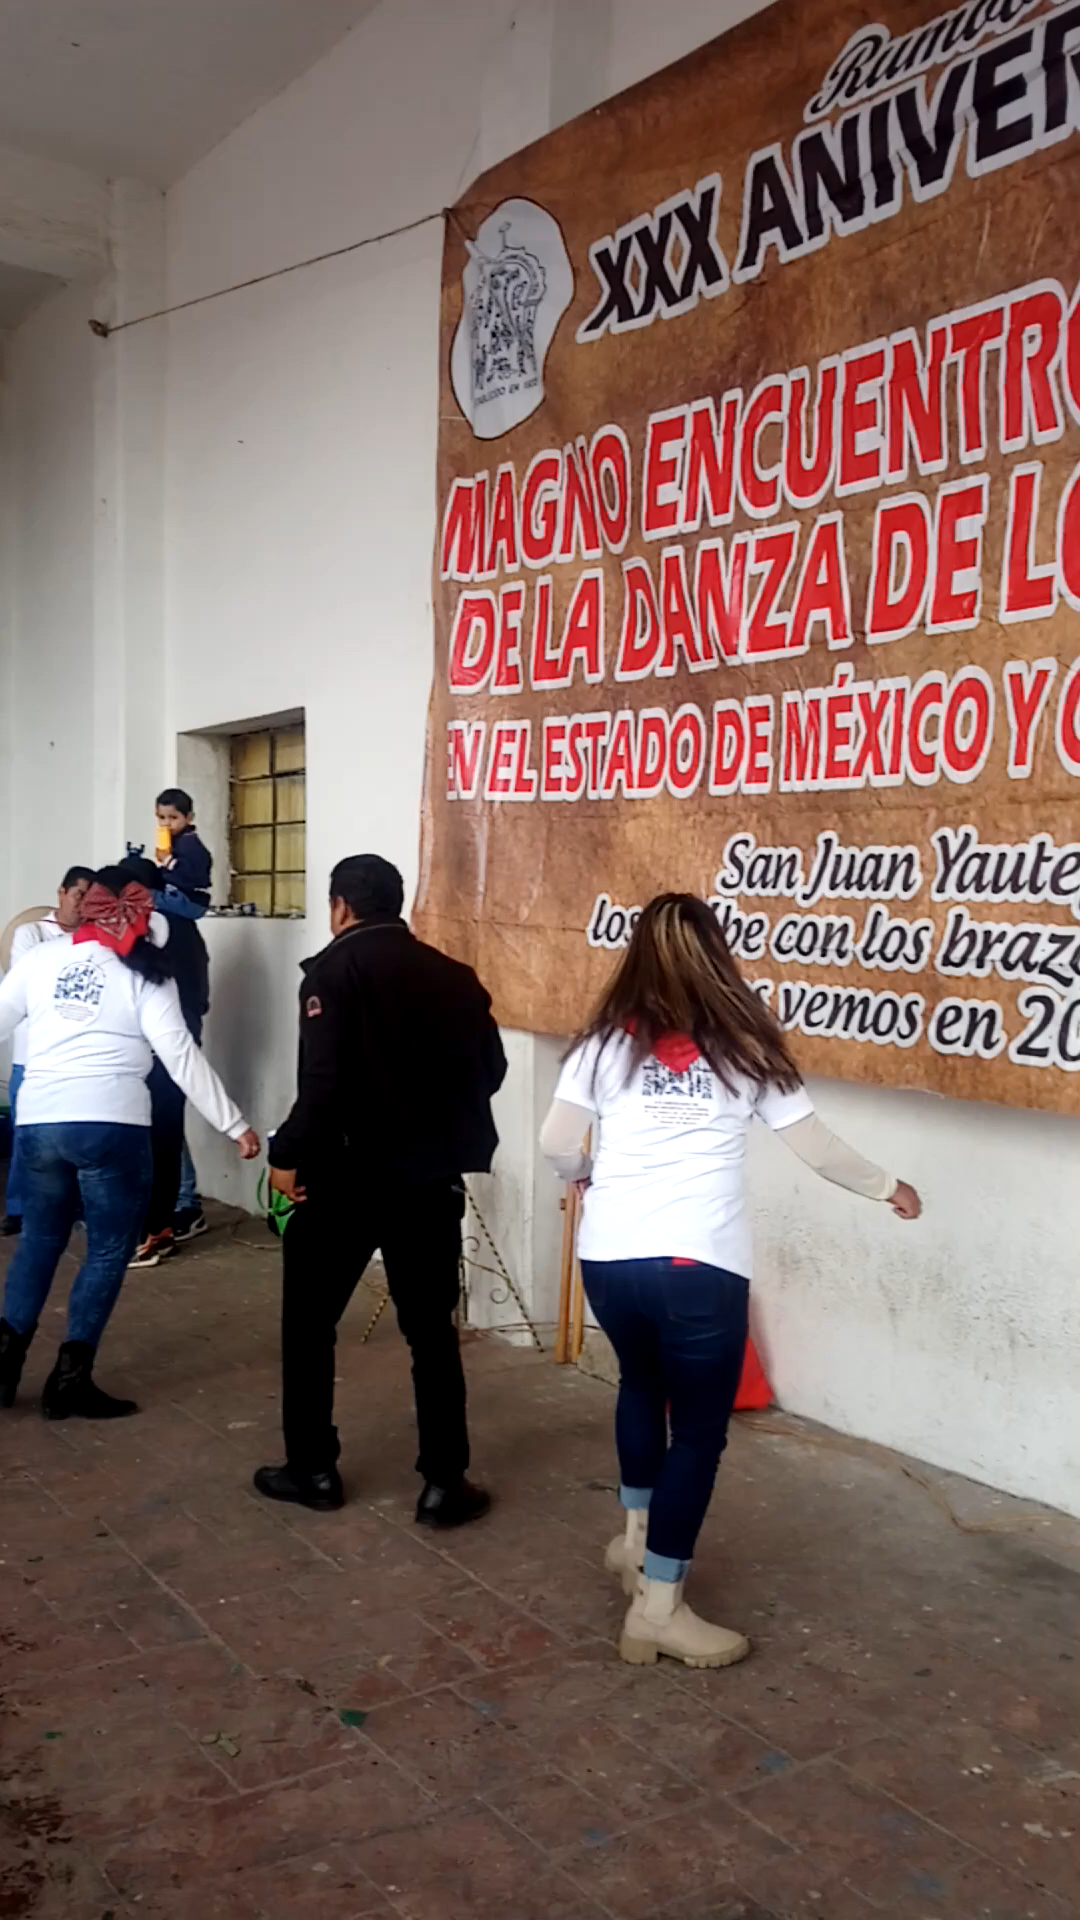 XXX ANIVER
MAGNO ENCUENTRO
DE LA DANZA DE LO
EN EL ESTADO DE MÉXICO Y
San Juan Yaute
con los braz
vemos en 20